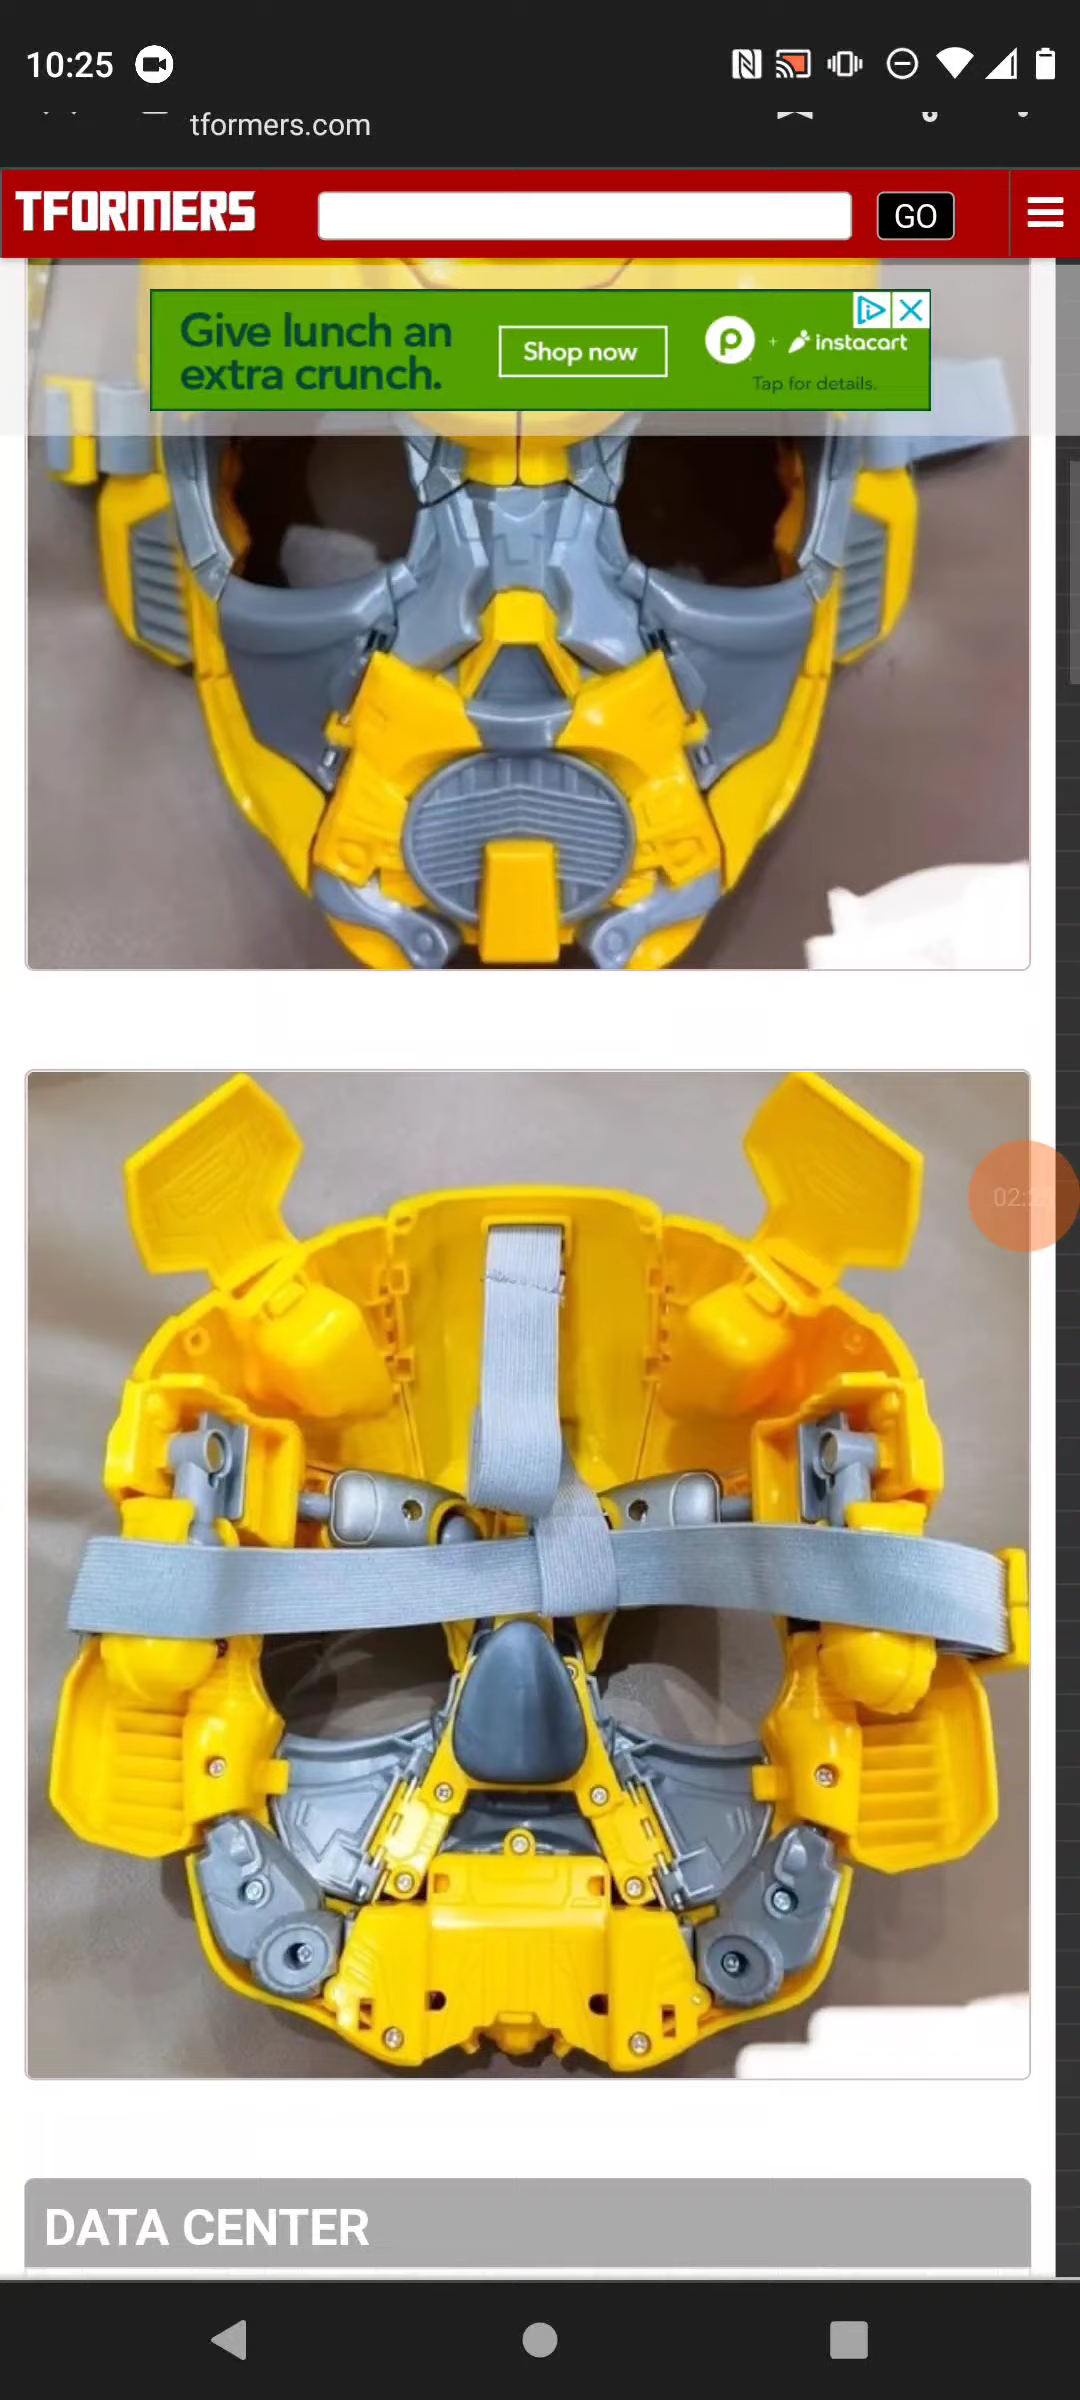 10:25
tformers.com
TFORMERS
GO
Give lunch an
extra crunch.
Shop now
P + instacart
Tap for details.
DATA CENTER